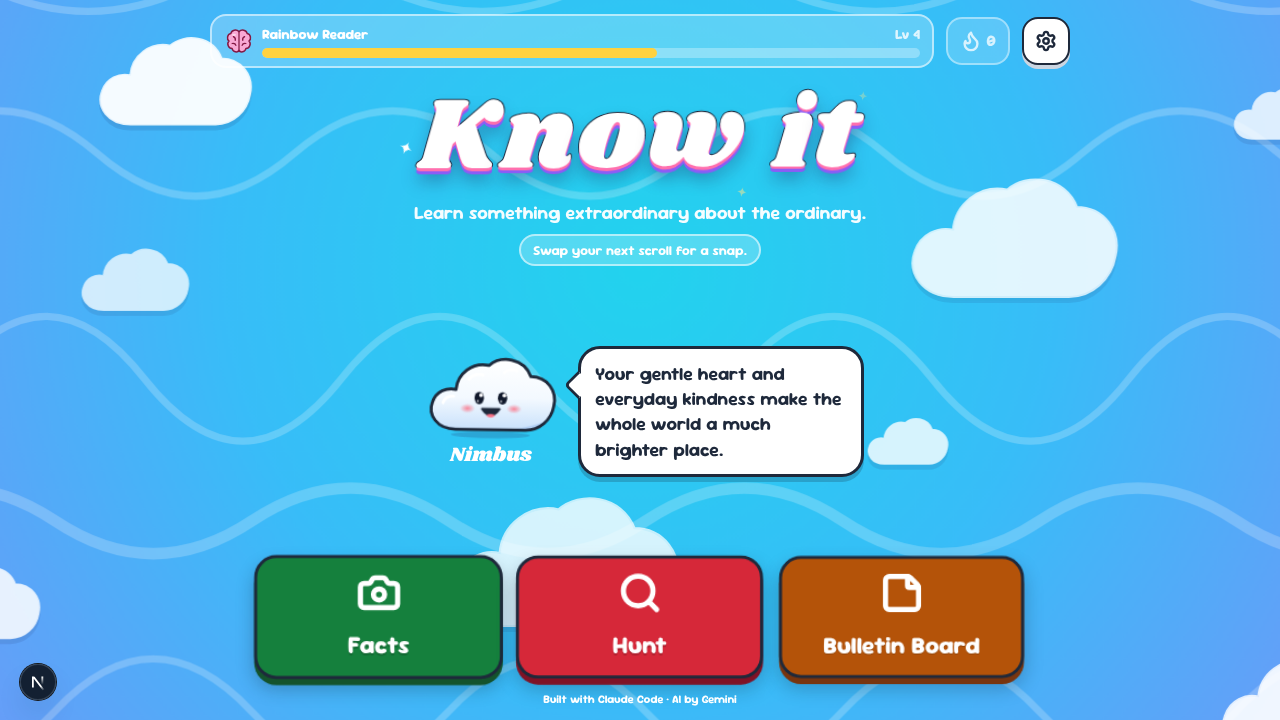 Rainbow Reader
Lv 4
0
Know it
Learn something extraordinary about the ordinary.
Swap your next scroll for a snap.
Your gentle heart and
everyday kindness make the
whole world a much
brighter place.
Nimbus
Facts
Hunt
Bulletin Board
N
Built with Claude Code · AI by Gemini